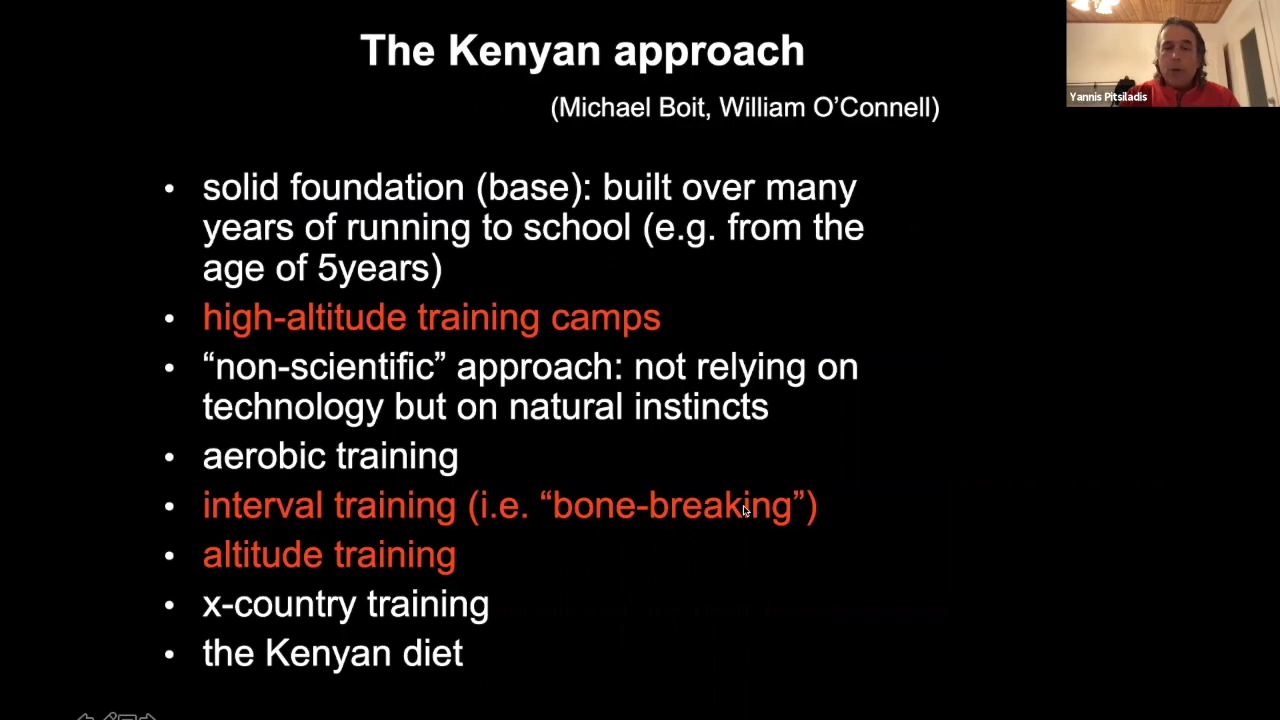 The Kenyan approach
(Michael Boit, William O’Connell)
Yannis Pitsiladis
• solid foundation (base): built over many
years of running to school (e.g. from the
age of 5years)
• high-altitude training camps
• “non-scientific” approach: not relying on
technology but on natural instincts
• aerobic training
• interval training (i.e. “bone-breaking”)
• altitude training
• x-country training
• the Kenyan diet